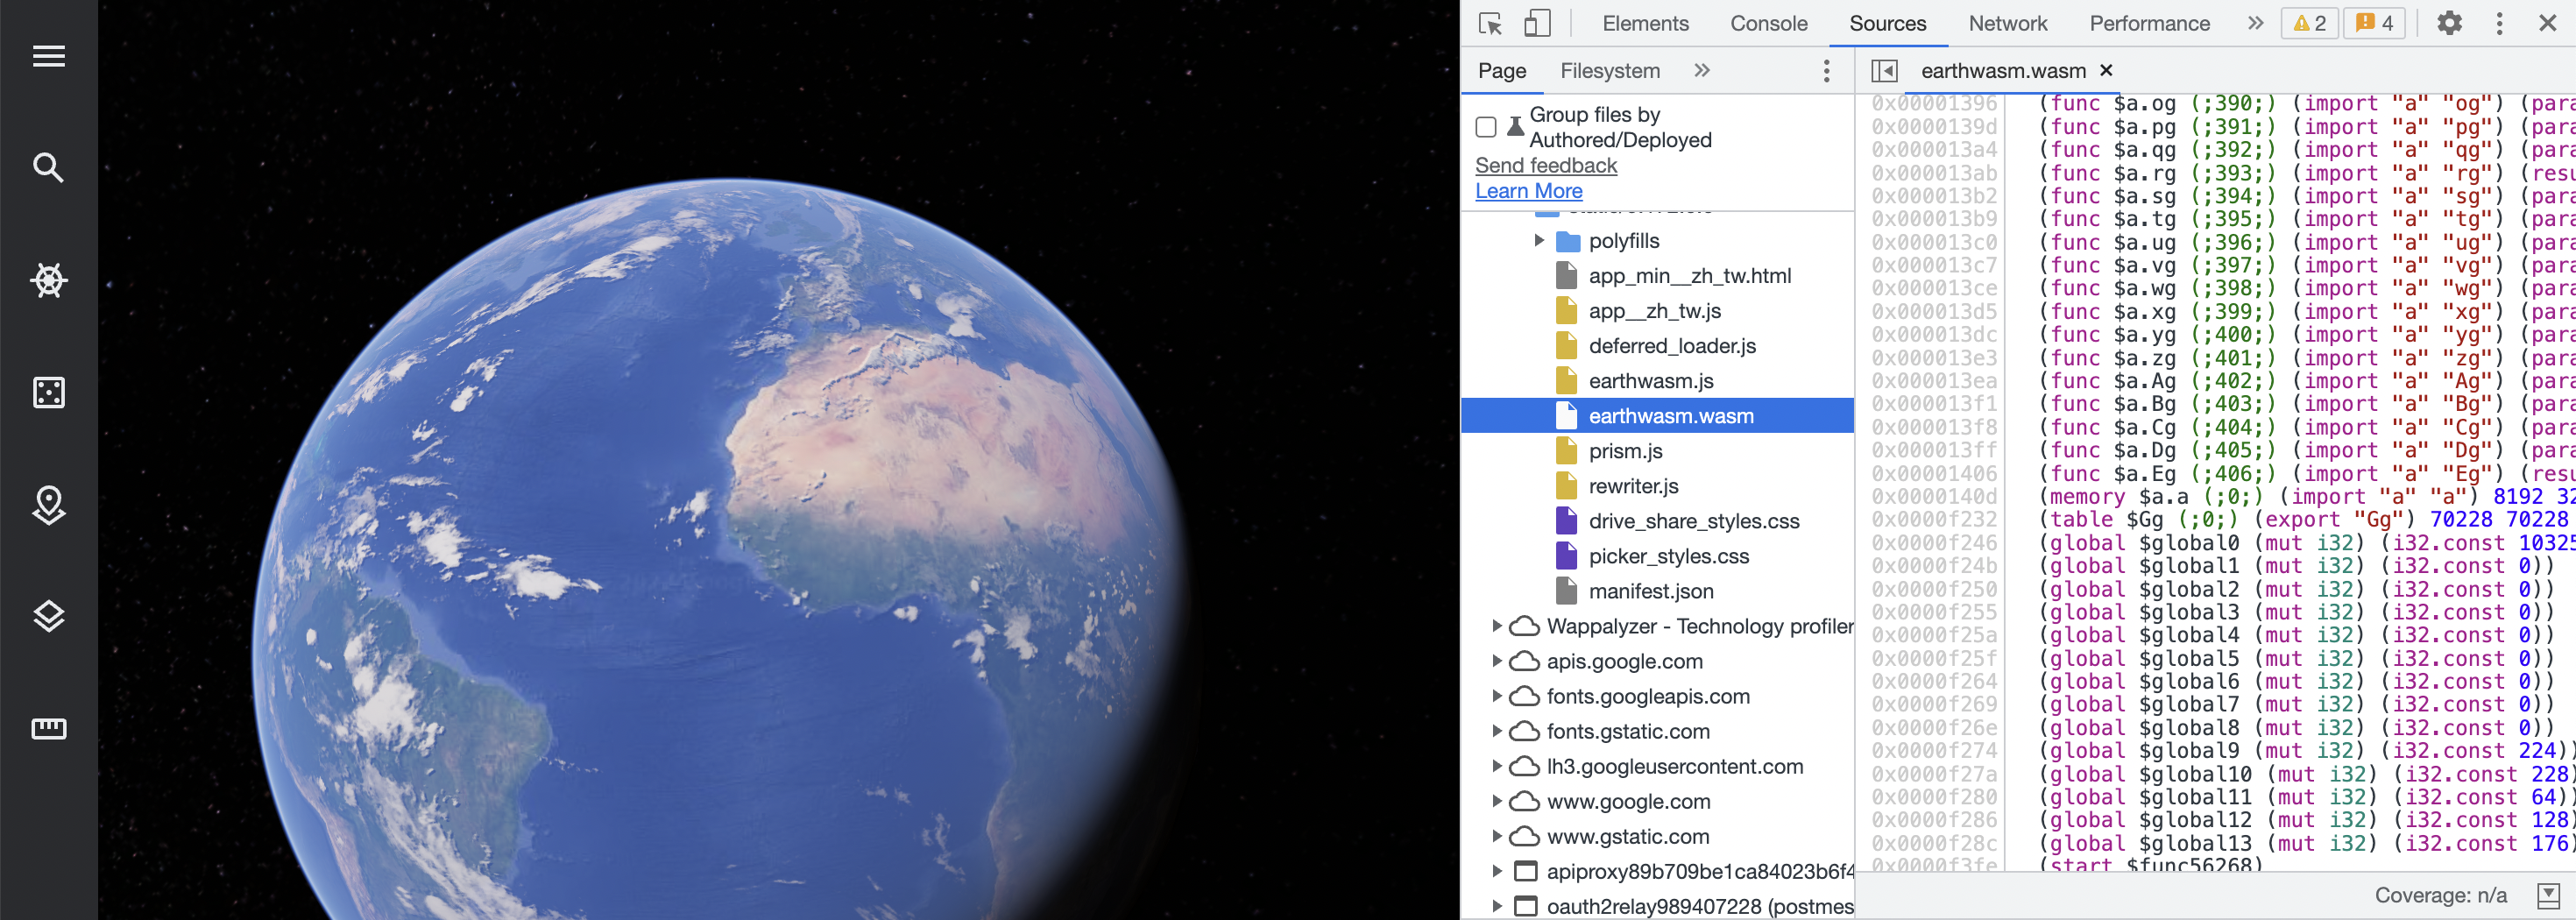 Elements Console Sources Network Performance 2 4
Page Filesystem
earthwasm.wasm
Group files by
Authored/Deployed
Send feedback
Learn More
polyfills
app_min__zh_tw.html
app__zh_tw.js
deferred_loader.js
earthwasm.js
earthwasm.wasm
prism.js
rewriter.js
drive_share_styles.css
picker_styles.css
manifest.json
Wappalyzer - Technology profiler
apis.google.com
fonts.googleapis.com
fonts.gstatic.com
lh3.googleusercontent.com
www.google.com
www.gstatic.com
apiproxy89b709be1ca84023b6f4
oauth2relay989407228 (postmes
0x00001396 (func $a.og (;390;) (import "a" "og") (para
0x0000139d (func $a.pg (;391;) (import "a" "pg") (para
0x000013a4 (func $a.qg (;392;) (import "a" "qg") (para
0x000013ab (func $a.rg (;393;) (import "a" "rg") (resu
0x000013b2 (func $a.sg (;394;) (import "a" "sg") (para
0x000013b9 (func $a.tg (;395;) (import "a" "tg") (para
0x000013c0 (func $a.ug (;396;) (import "a" "ug") (para
0x000013c7 (func $a.vg (;397;) (import "a" "vg") (para
0x000013ce (func $a.wg (;398;) (import "a" "wg") (para
0x000013d5 (func $a.xg (;399;) (import "a" "xg") (para
0x000013dc (func $a.yg (;400;) (import "a" "yg") (para
0x000013e3 (func $a.zg (;401;) (import "a" "zg") (para
0x000013ea (func $a.Ag (;402;) (import "a" "Ag") (para
0x000013f1 (func $a.Bg (;403;) (import "a" "Bg") (para
0x000013f8 (func $a.Cg (;404;) (import "a" "Cg") (para
0x000013ff (func $a.Dg (;405;) (import "a" "Dg") (para
0x00001406 (func $a.Eg (;406;) (import "a" "Eg") (resu
0x0000140d (memory $a.a (;0;) (import "a" "a") 8192 32
0x0000f232 (table $Gg (;0;) (export "Gg") 70228 70228
0x0000f246 (global $global0 (mut i32) (i32.const 10325
0x0000f24b (global $global1 (mut i32) (i32.const 0))
0x0000f250 (global $global2 (mut i32) (i32.const 0))
0x0000f255 (global $global3 (mut i32) (i32.const 0))
0x0000f25a (global $global4 (mut i32) (i32.const 0))
0x0000f25f (global $global5 (mut i32) (i32.const 0))
0x0000f264 (global $global6 (mut i32) (i32.const 0))
0x0000f269 (global $global7 (mut i32) (i32.const 0))
0x0000f26e (global $global8 (mut i32) (i32.const 0))
0x0000f274 (global $global9 (mut i32) (i32.const 224))
0x0000f27a (global $global10 (mut i32) (i32.const 228)
0x0000f280 (global $global11 (mut i32) (i32.const 64))
0x0000f286 (global $global12 (mut i32) (i32.const 128)
0x0000f28c (global $global13 (mut i32) (i32.const 176)
0x0000f3fe (start $func56268)
Coverage: n/a